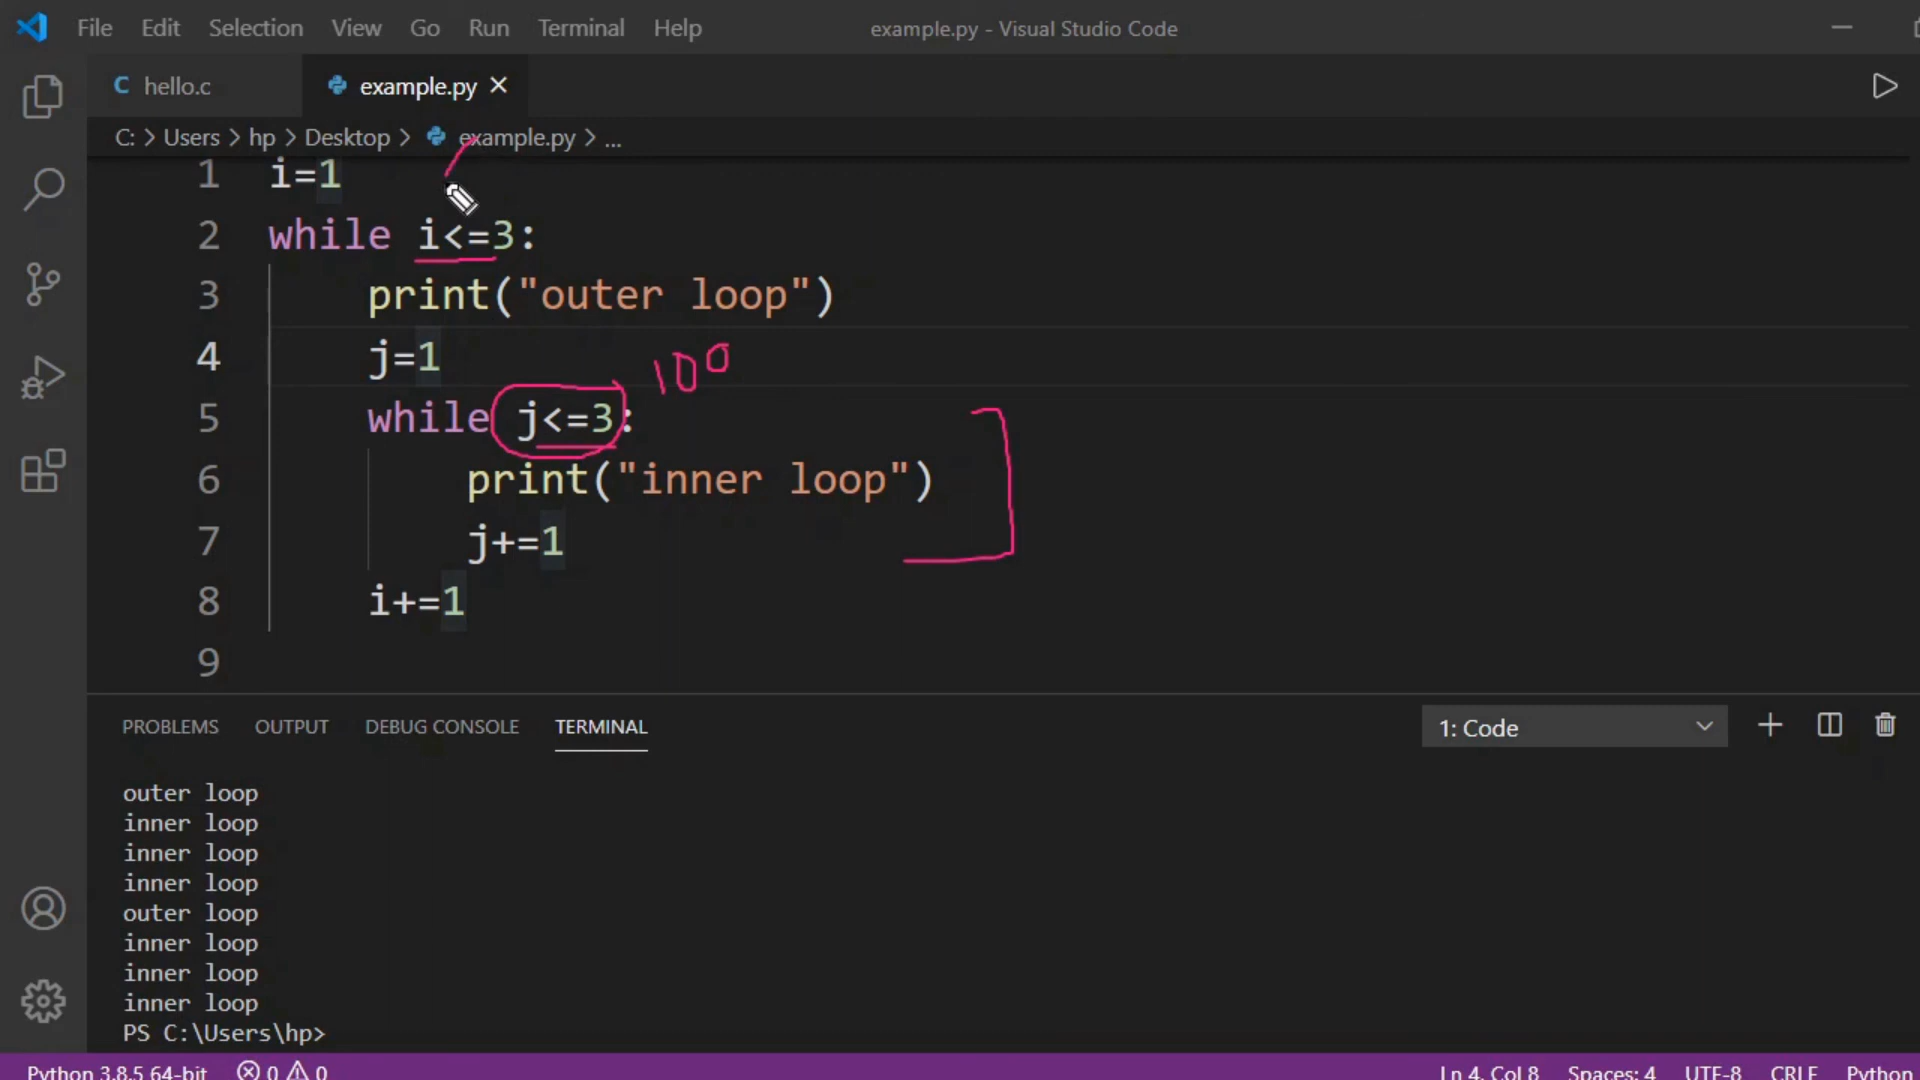 File Edit Selection View Go Run Terminal Help example.py - Visual Studio Code
C hello.c example.py ×
C: > Users > hp > Desktop > example.py > ...
1 i=1
2 while i<=3:
3 print("outer loop")
4 j=1
100
5 while j<=3:
6 print("inner loop")
7 j+=1
8 i+=1
9
PROBLEMS OUTPUT DEBUG CONSOLE TERMINAL 1: Code
outer loop
inner loop
inner loop
inner loop
outer loop
inner loop
inner loop
inner loop
PS C:\Users\hp>
Python 3.8.5 64-bit 0 0 Ln 4, Col 8 Spaces: 4 UTF-8 CRLF Python